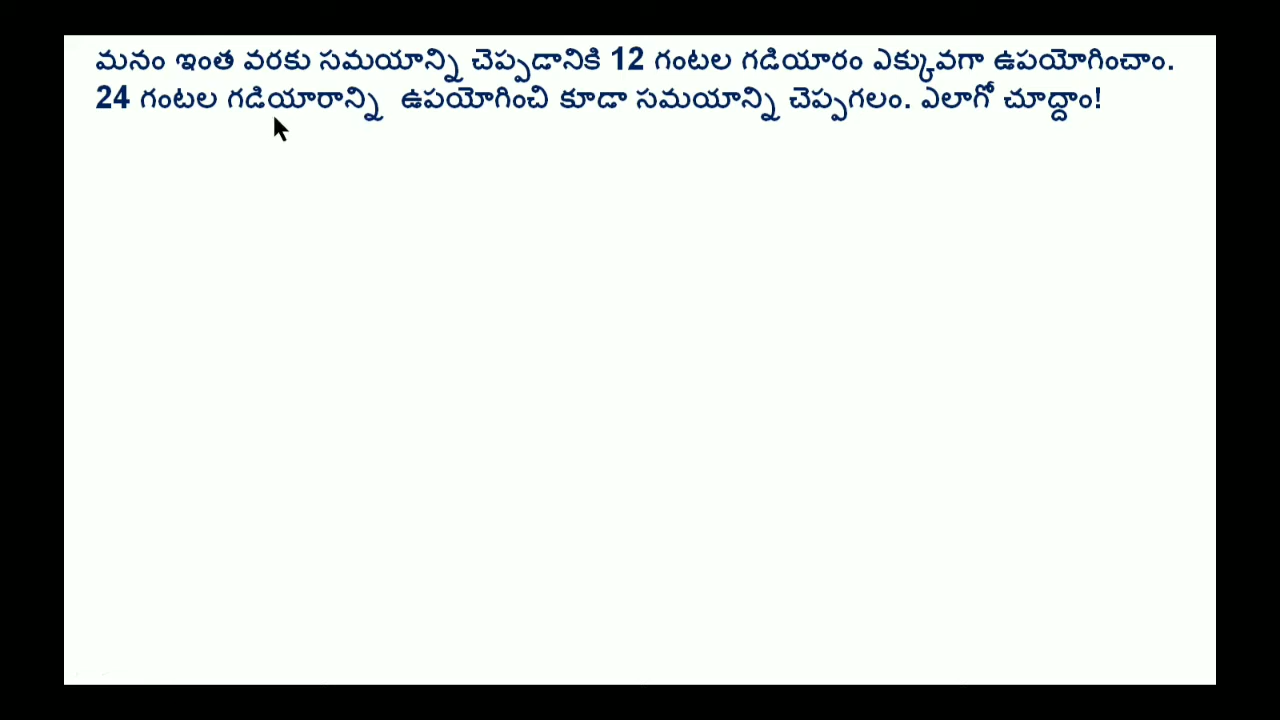 మనం ఇంత వరకు సమయాన్ని చెప్పడానికి 12 గంటల గడియారం ఎక్కువగా ఉపయోగించాం.
24 గంటల గడియారాన్ని ఉపయోగించి కూడా సమయాన్ని చెప్పగలం. ఎలాగో చూద్దాం!